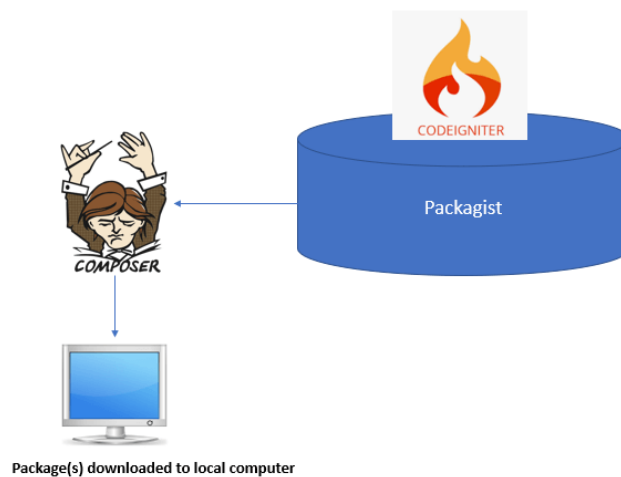 CODEIGNITER
Packagist
COMPOSER
Package(s) downloaded to local computer